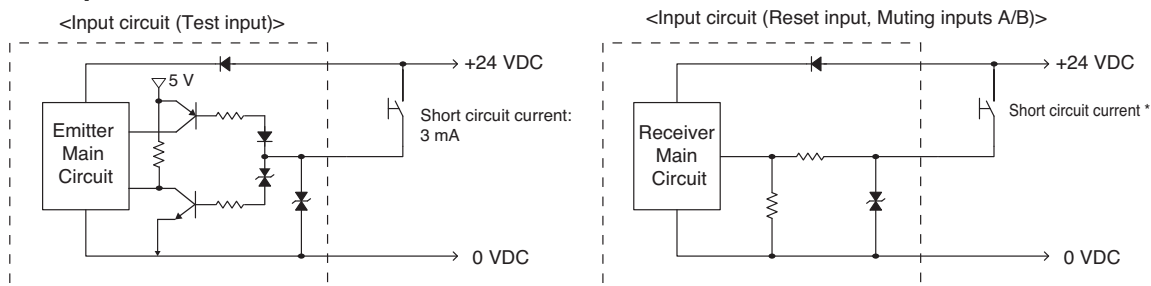 <Input circuit (Test input)>
+24 VDC
5 V
Emitter
Main
Circuit
Short circuit current:
3 mA
0 VDC
<Input circuit (Reset input, Muting inputs A/B)>
+24 VDC
Receiver
Main
Circuit
Short circuit current *
0 VDC